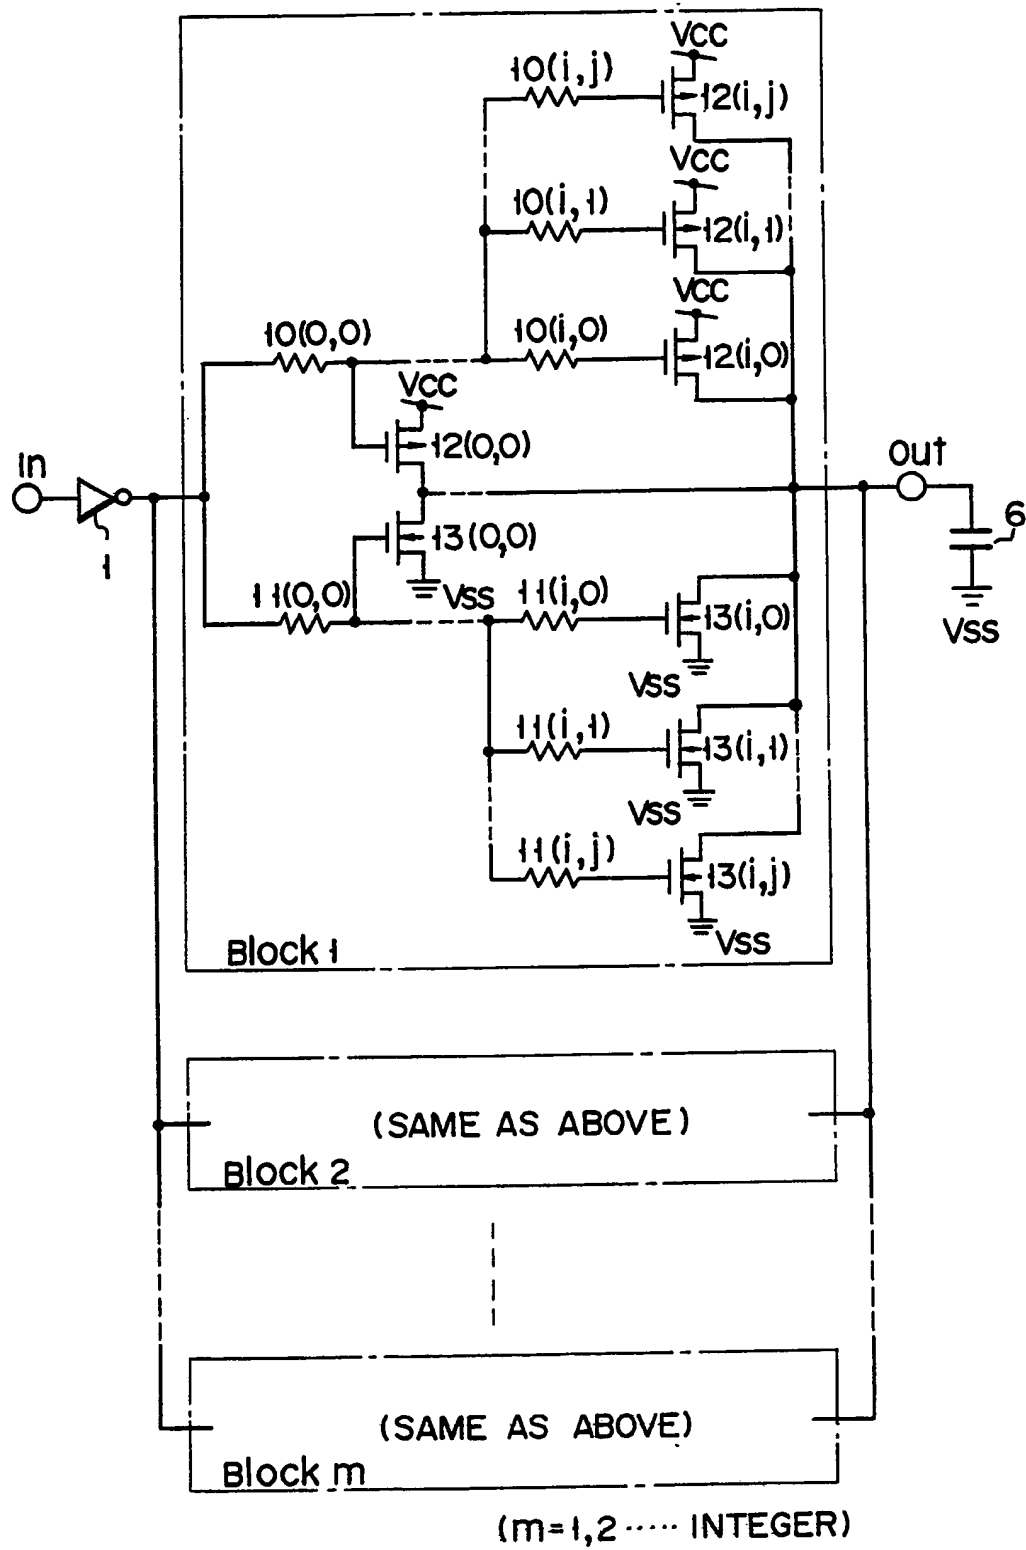 VCC
10(i,j)
12(i,j)
VCC
10(i,1)
12(i,1)
VCC
10(0,0)
10(i,0)
12(i,0)
VCC
12(0,0)
in
out
1
13(0,0)
6
11(0,0)
VSS
11(i,0)
13(i,0)
VSS
VSS
11(i,1)
13(i,1)
VSS
11(i,j)
13(i,j)
VSS
Block 1
(SAME AS ABOVE)
Block 2
(SAME AS ABOVE)
Block m
(m=1,2 ····· INTEGER)